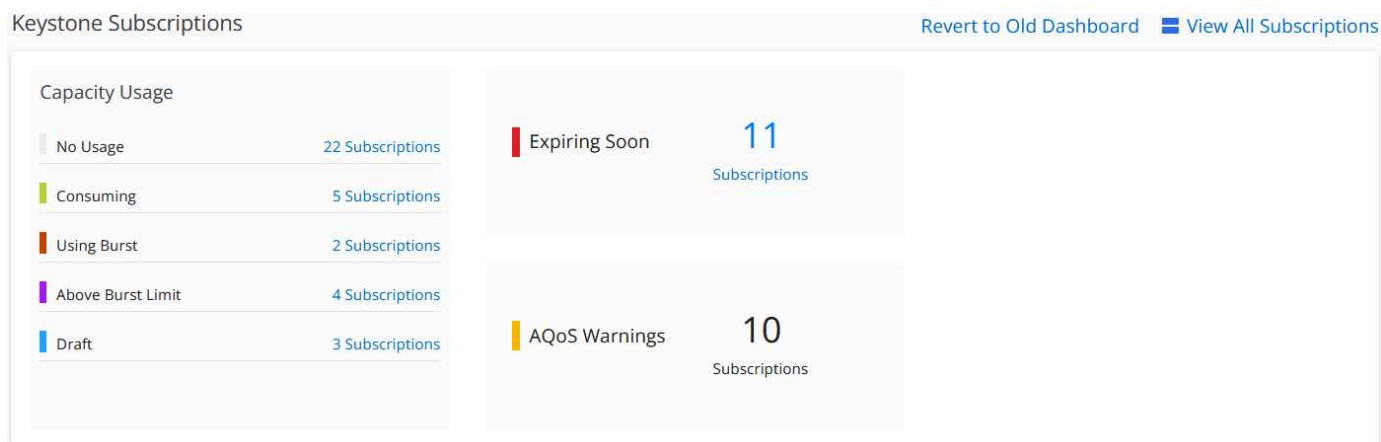 Keystone Subscriptions
Revert to Old Dashboard View All Subscriptions
Capacity Usage
No Usage 22 Subscriptions
Consuming 5 Subscriptions
Using Burst 2 Subscriptions
Above Burst Limit 4 Subscriptions
Draft 3 Subscriptions
Expiring Soon 11
Subscriptions
AQoS Warnings 10
Subscriptions